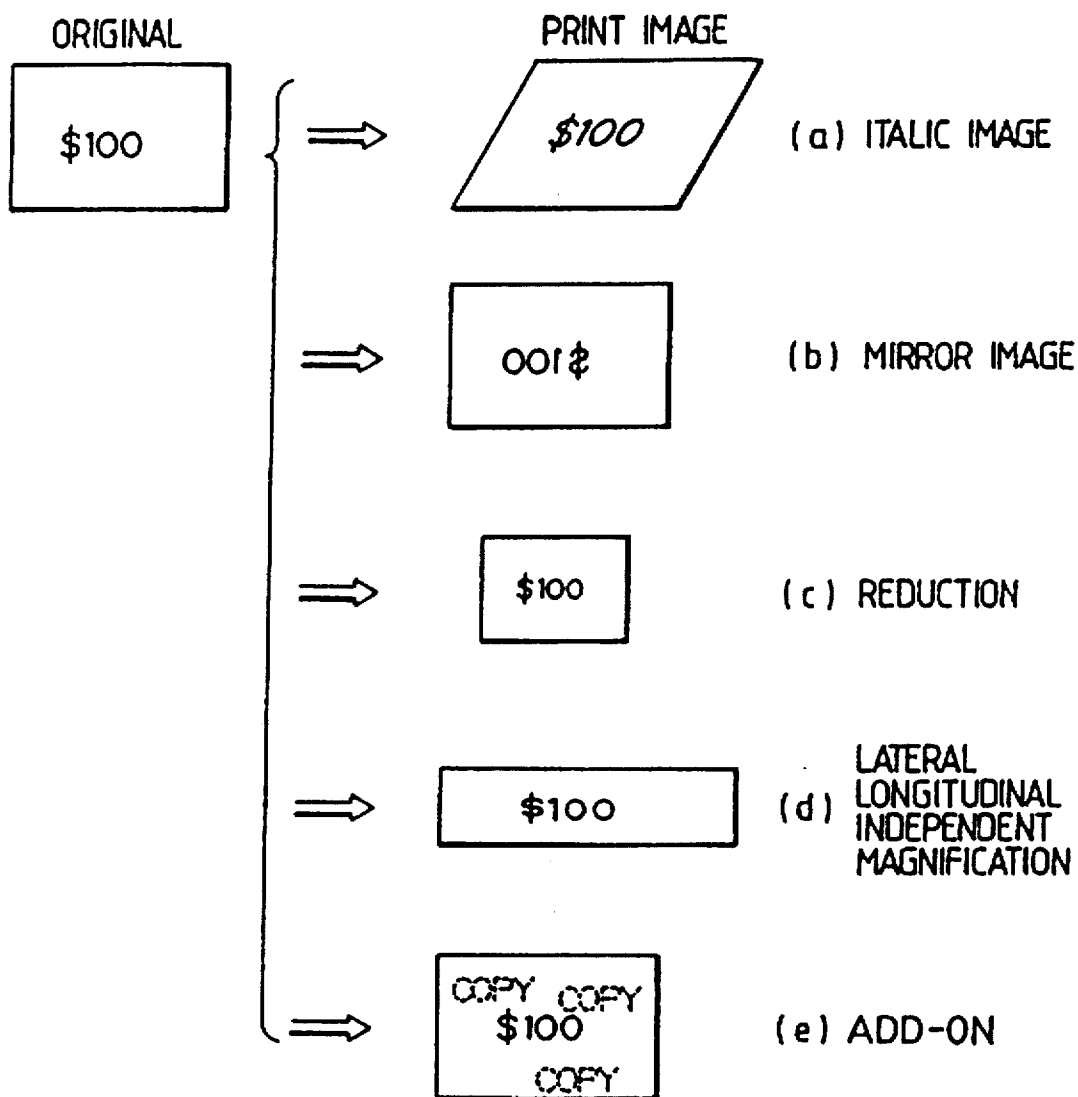 ORIGINAL
PRINT IMAGE
$100
$100
(a) ITALIC IMAGE
001$
(b) MIRROR IMAGE
$100
(c) REDUCTION
$100
(d) LATERAL
LONGITUDINAL
INDEPENDENT
MAGNIFICATION
COPY COPY
$100
COPY
(e) ADD-ON